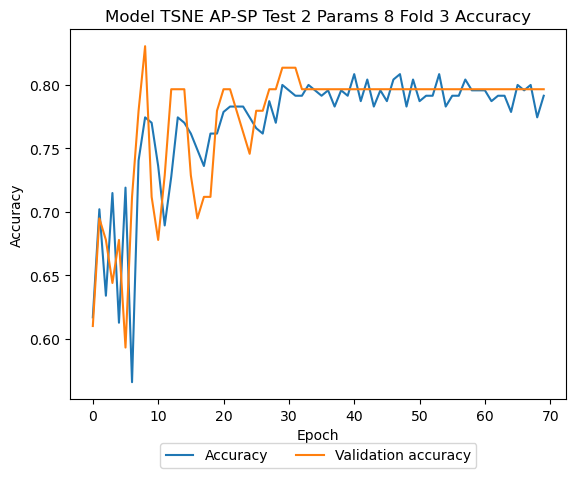 Model TSNE AP-SP Test 2 Params 8 Fold 3 Accuracy
Accuracy
0.80
0.75
0.70
0.65
0.60
0 10 20 30 40 50 60 70
Epoch
Accuracy Validation accuracy